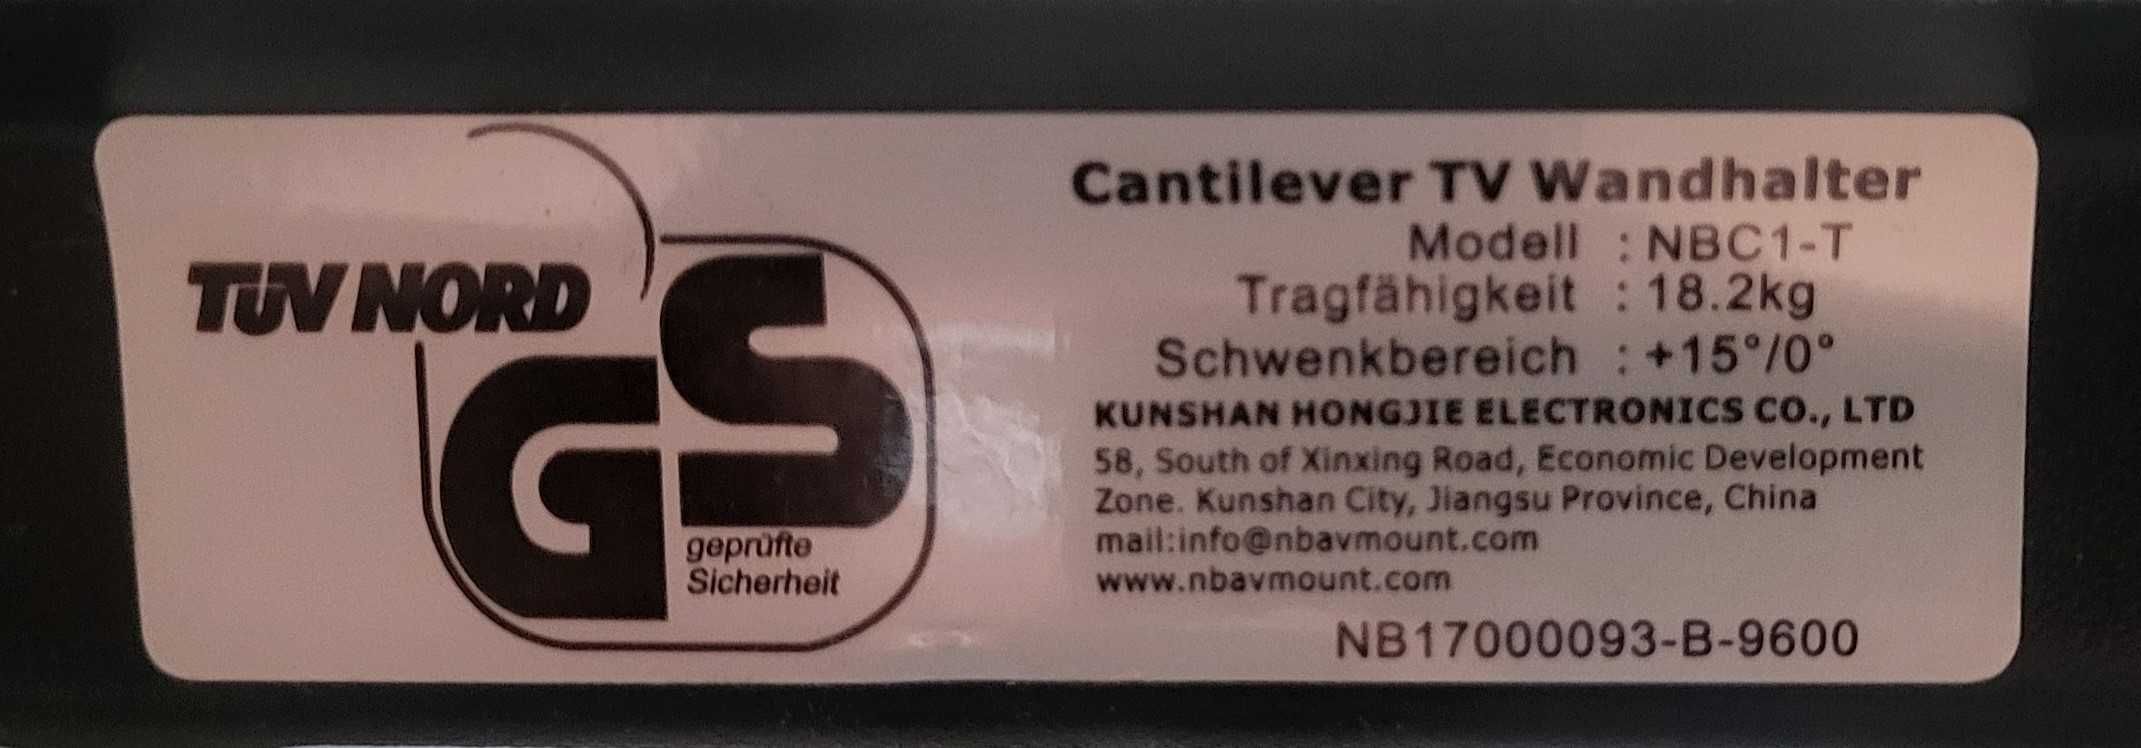 TÜV NORD
GS
geprüfte
Sicherheit
Cantilever TV Wandhalter
Modell : NBC1-T
Tragfähigkeit : 18.2kg
Schwenkbereich : +15°/0°
KUNSHAN HONGJIE ELECTRONICS CO., LTD
58, South of Xinxing Road, Economic Development
Zone. Kunshan City, Jiangsu Province, China
mail:info@nbavmount.com
www.nbavmount.com
NB17000093-B-9600